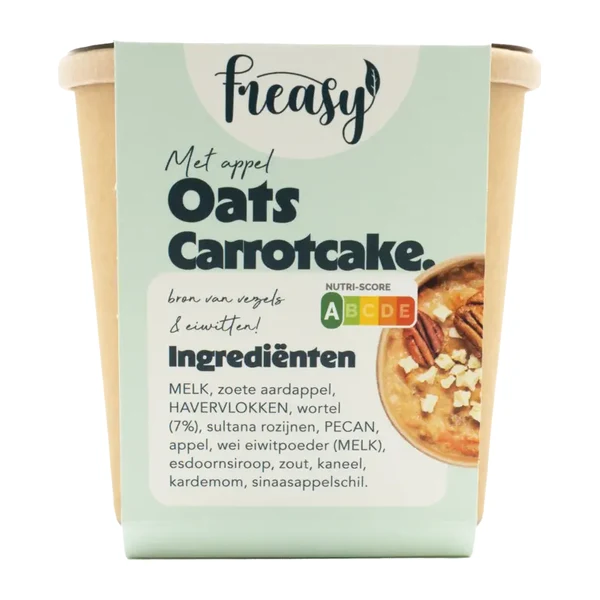 freasy
Met appel
Oats
Carrotcake.
bron van vezels
& eiwitten!
NUTRI-SCORE
A B C D E
Ingrediënten
MELK, zoete aardappel,
HAVERVLOKKEN, wortel
(7%), sultana rozijnen, PECAN,
appel, wei eiwitpoeder (MELK),
esdoornsiroop, zout, kaneel,
kardemom, sinaasappelschil.